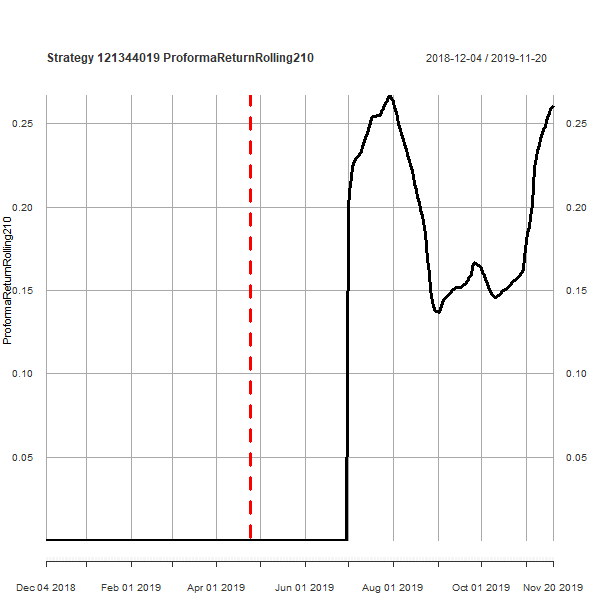 Strategy 121344019 ProformaReturnRolling210
2018-12-04 / 2019-11-20
ProformaReturnRolling210
0.25
0.20
0.15
0.10
0.05
0.25
0.20
0.15
0.10
0.05
Dec 04 2018
Feb 01 2019
Apr 01 2019
Jun 01 2019
Aug 01 2019
Oct 01 2019
Nov 20 2019